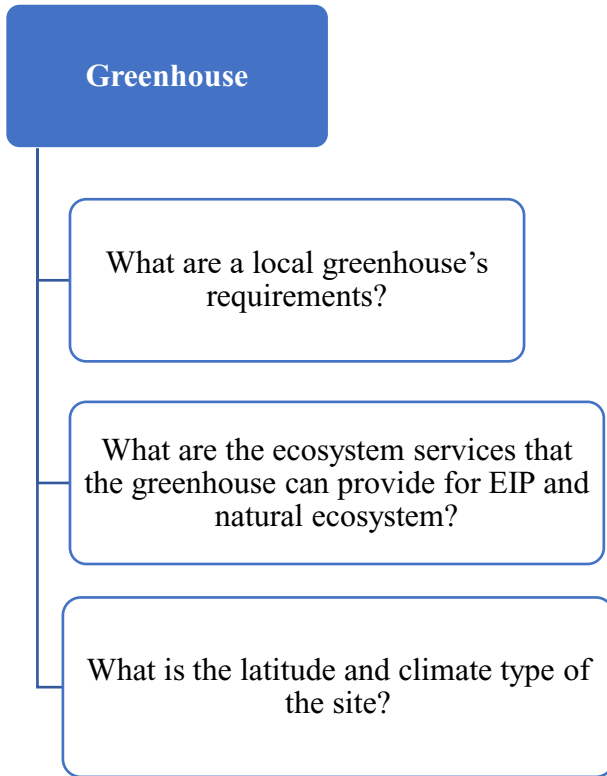 Greenhouse
What are a local greenhouse’s
requirements?
What are the ecosystem services that
the greenhouse can provide for EIP and
natural ecosystem?
What is the latitude and climate type of
the site?